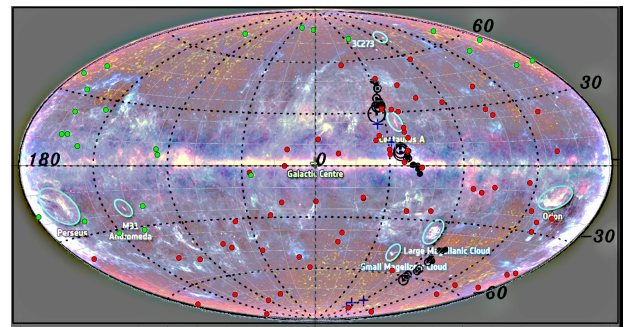 60
3C273
30
Centaurus A
180
0
Galactic Centre
Perseus
M31
Andromeda
Orion
-30
Large Magellanic Cloud
Small Magellanic Cloud
60